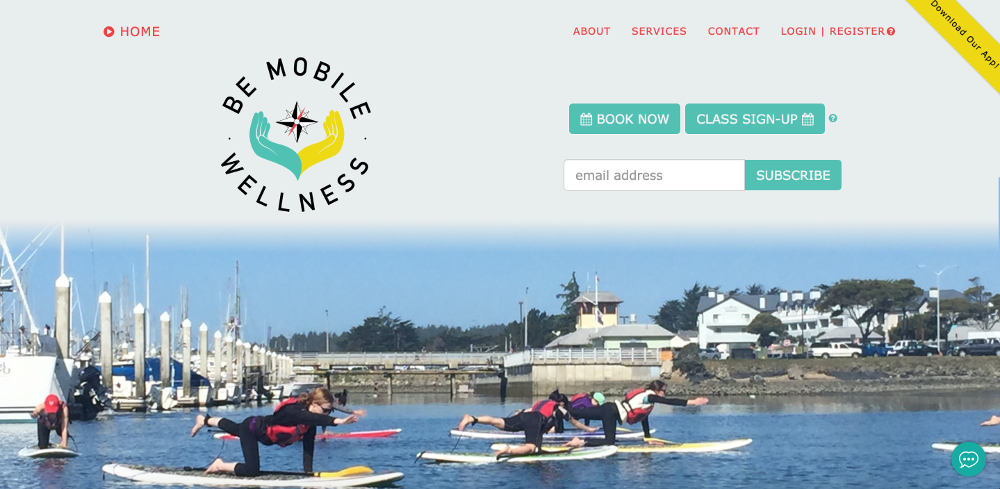 HOME
ABOUT
SERVICES
CONTACT
LOGIN | REGISTER
Download Our App!
BE MOBILE
· WELLNESS ·
BOOK NOW
CLASS SIGN-UP
email address
SUBSCRIBE